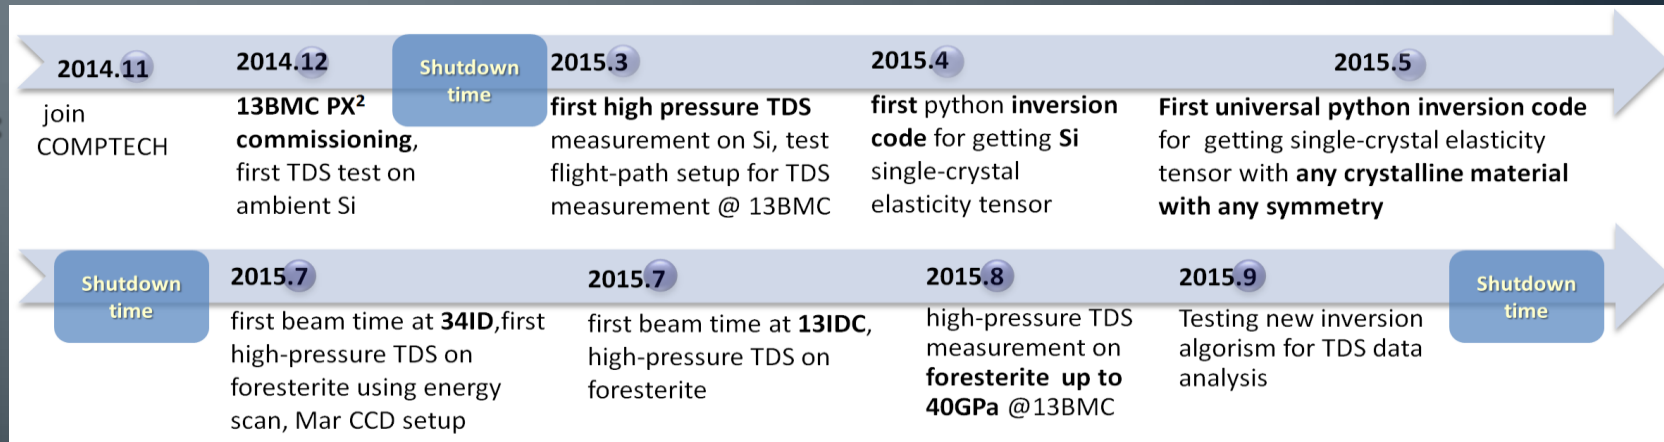 2014.11
join
COMPTECH
2014.12
13BMC PX²
commissioning,
first TDS test on
ambient Si
Shutdown
time
2015.3
first high pressure TDS
measurement on Si, test
flight-path setup for TDS
measurement @ 13BMC
2015.4
first python inversion
code for getting Si
single-crystal
elasticity tensor
2015.5
First universal python inversion code
for getting single-crystal elasticity
tensor with any crystalline material
with any symmetry
Shutdown
time
2015.7
first beam time at 34ID,first
high-pressure TDS on
foresterite using energy
scan, Mar CCD setup
2015.7
first beam time at 13IDC,
high-pressure TDS on
foresterite
2015.8
high-pressure TDS
measurement on
foresterite up to
40GPa @13BMC
2015.9
Testing new inversion
algorism for TDS data
analysis
Shutdown
time